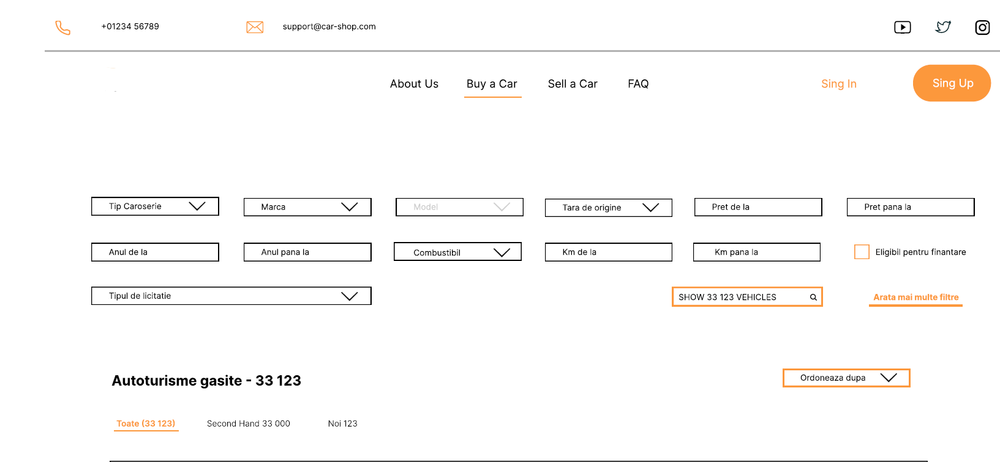 +01234 56789
support@car-shop.com
About Us
Buy a Car
Sell a Car
FAQ
Sing In
Sing Up
Tip Caroserie
Marca
Model
Tara de origine
Pret de la
Pret pana la
Anul de la
Anul pana la
Combustibil
Km de la
Km pana la
Eligibil pentru finantare
Tipul de licitatie
SHOW 33 123 VEHICLES
Arata mai multe filtre
Autoturisme gasite - 33 123
Ordoneaza dupa
Toate (33 123)
Second Hand 33 000
Noi 123